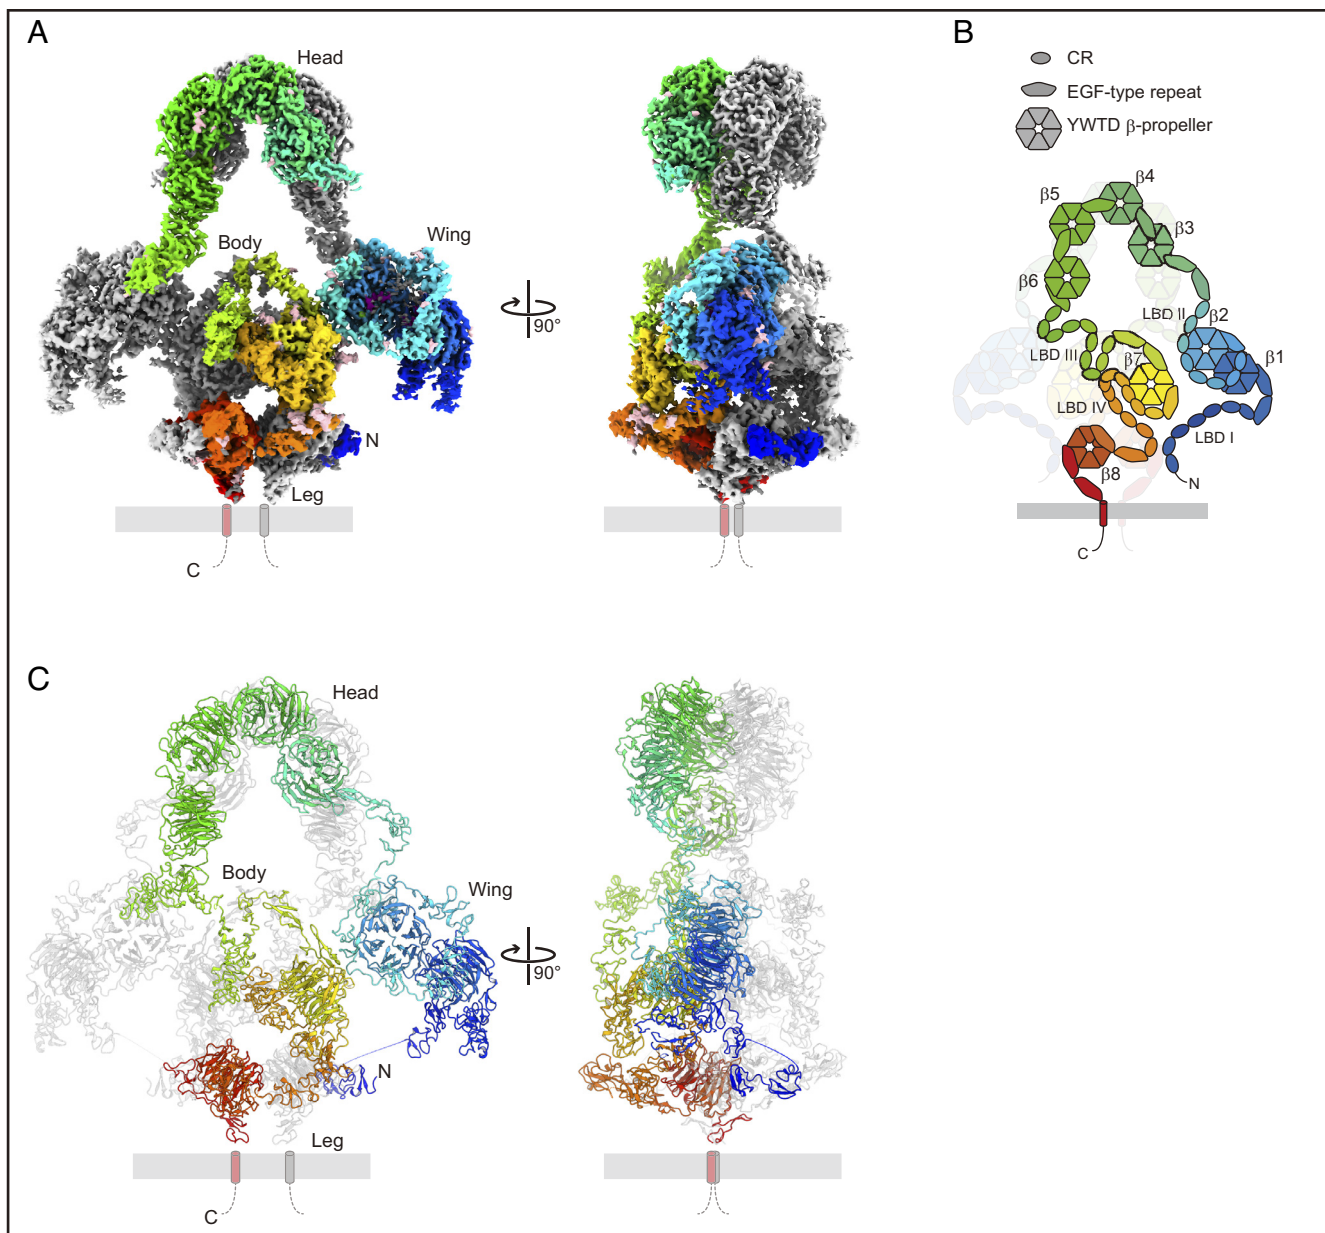 A
Head
Body
Wing
90°
N
Leg
C
B
CR
EGF-type repeat
YWTD β-propeller
β4
β5
β3
β6
LBD II
β2
LBD III
β7
β1
LBD IV
LBD I
β8
N
C
C
Head
Body
Wing
90°
N
Leg
C